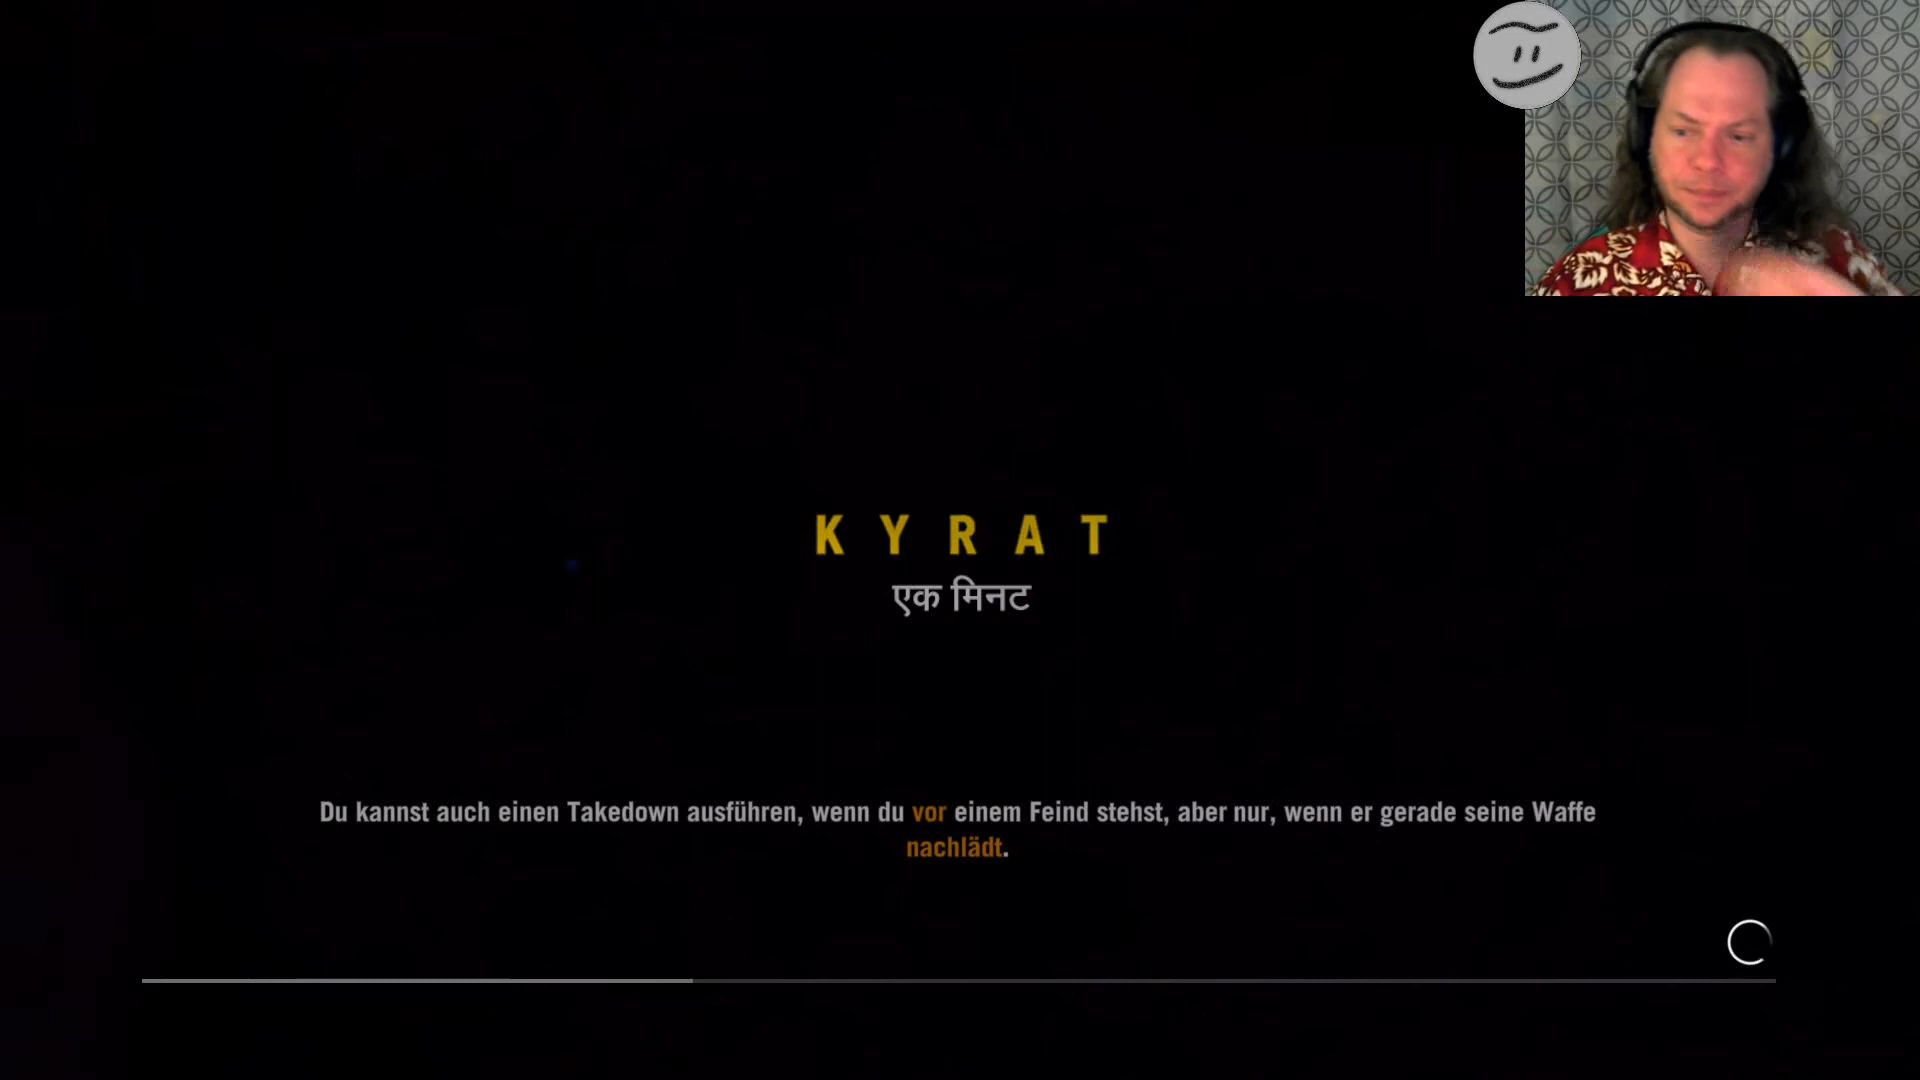 K Y R A T
एक मिनट
Du kannst auch einen Takedown ausführen, wenn du vor einem Feind stehst, aber nur, wenn er gerade seine Waffe
nachlädt.